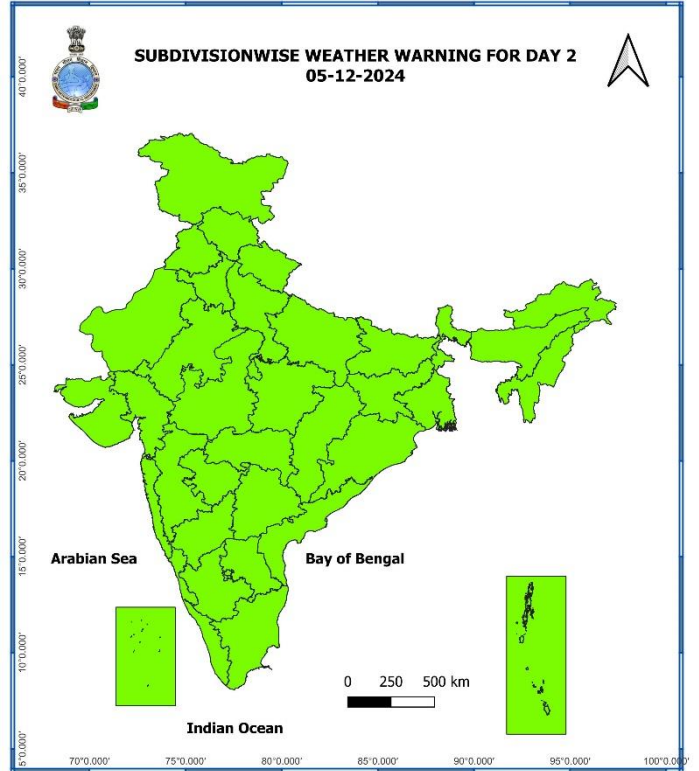 SUBDIVISIONWISE WEATHER WARNING FOR DAY 2
05-12-2024
40°0.000'
35°0.000'
30°0.000'
25°0.000'
20°0.000'
15°0.000'
10°0.000'
5°0.000'
Arabian Sea
Bay of Bengal
0 250 500 km
Indian Ocean
70°0.000' 75°0.000' 80°0.000' 85°0.000' 90°0.000' 95°0.000' 100°0.000'